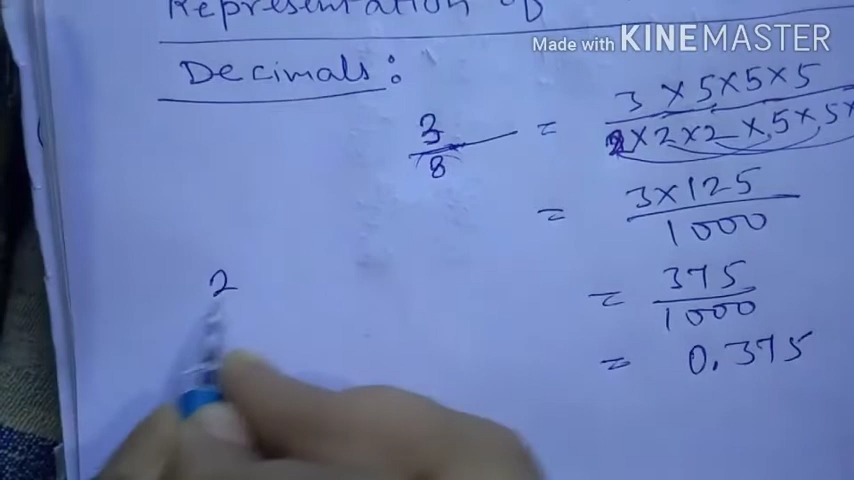 Representation of
Made with KINEMASTER
Decimals:
3/8 = 3×5×5×5/2×2×2×5×5×
= 3×125/1000
= 375/1000
= 0.375
2